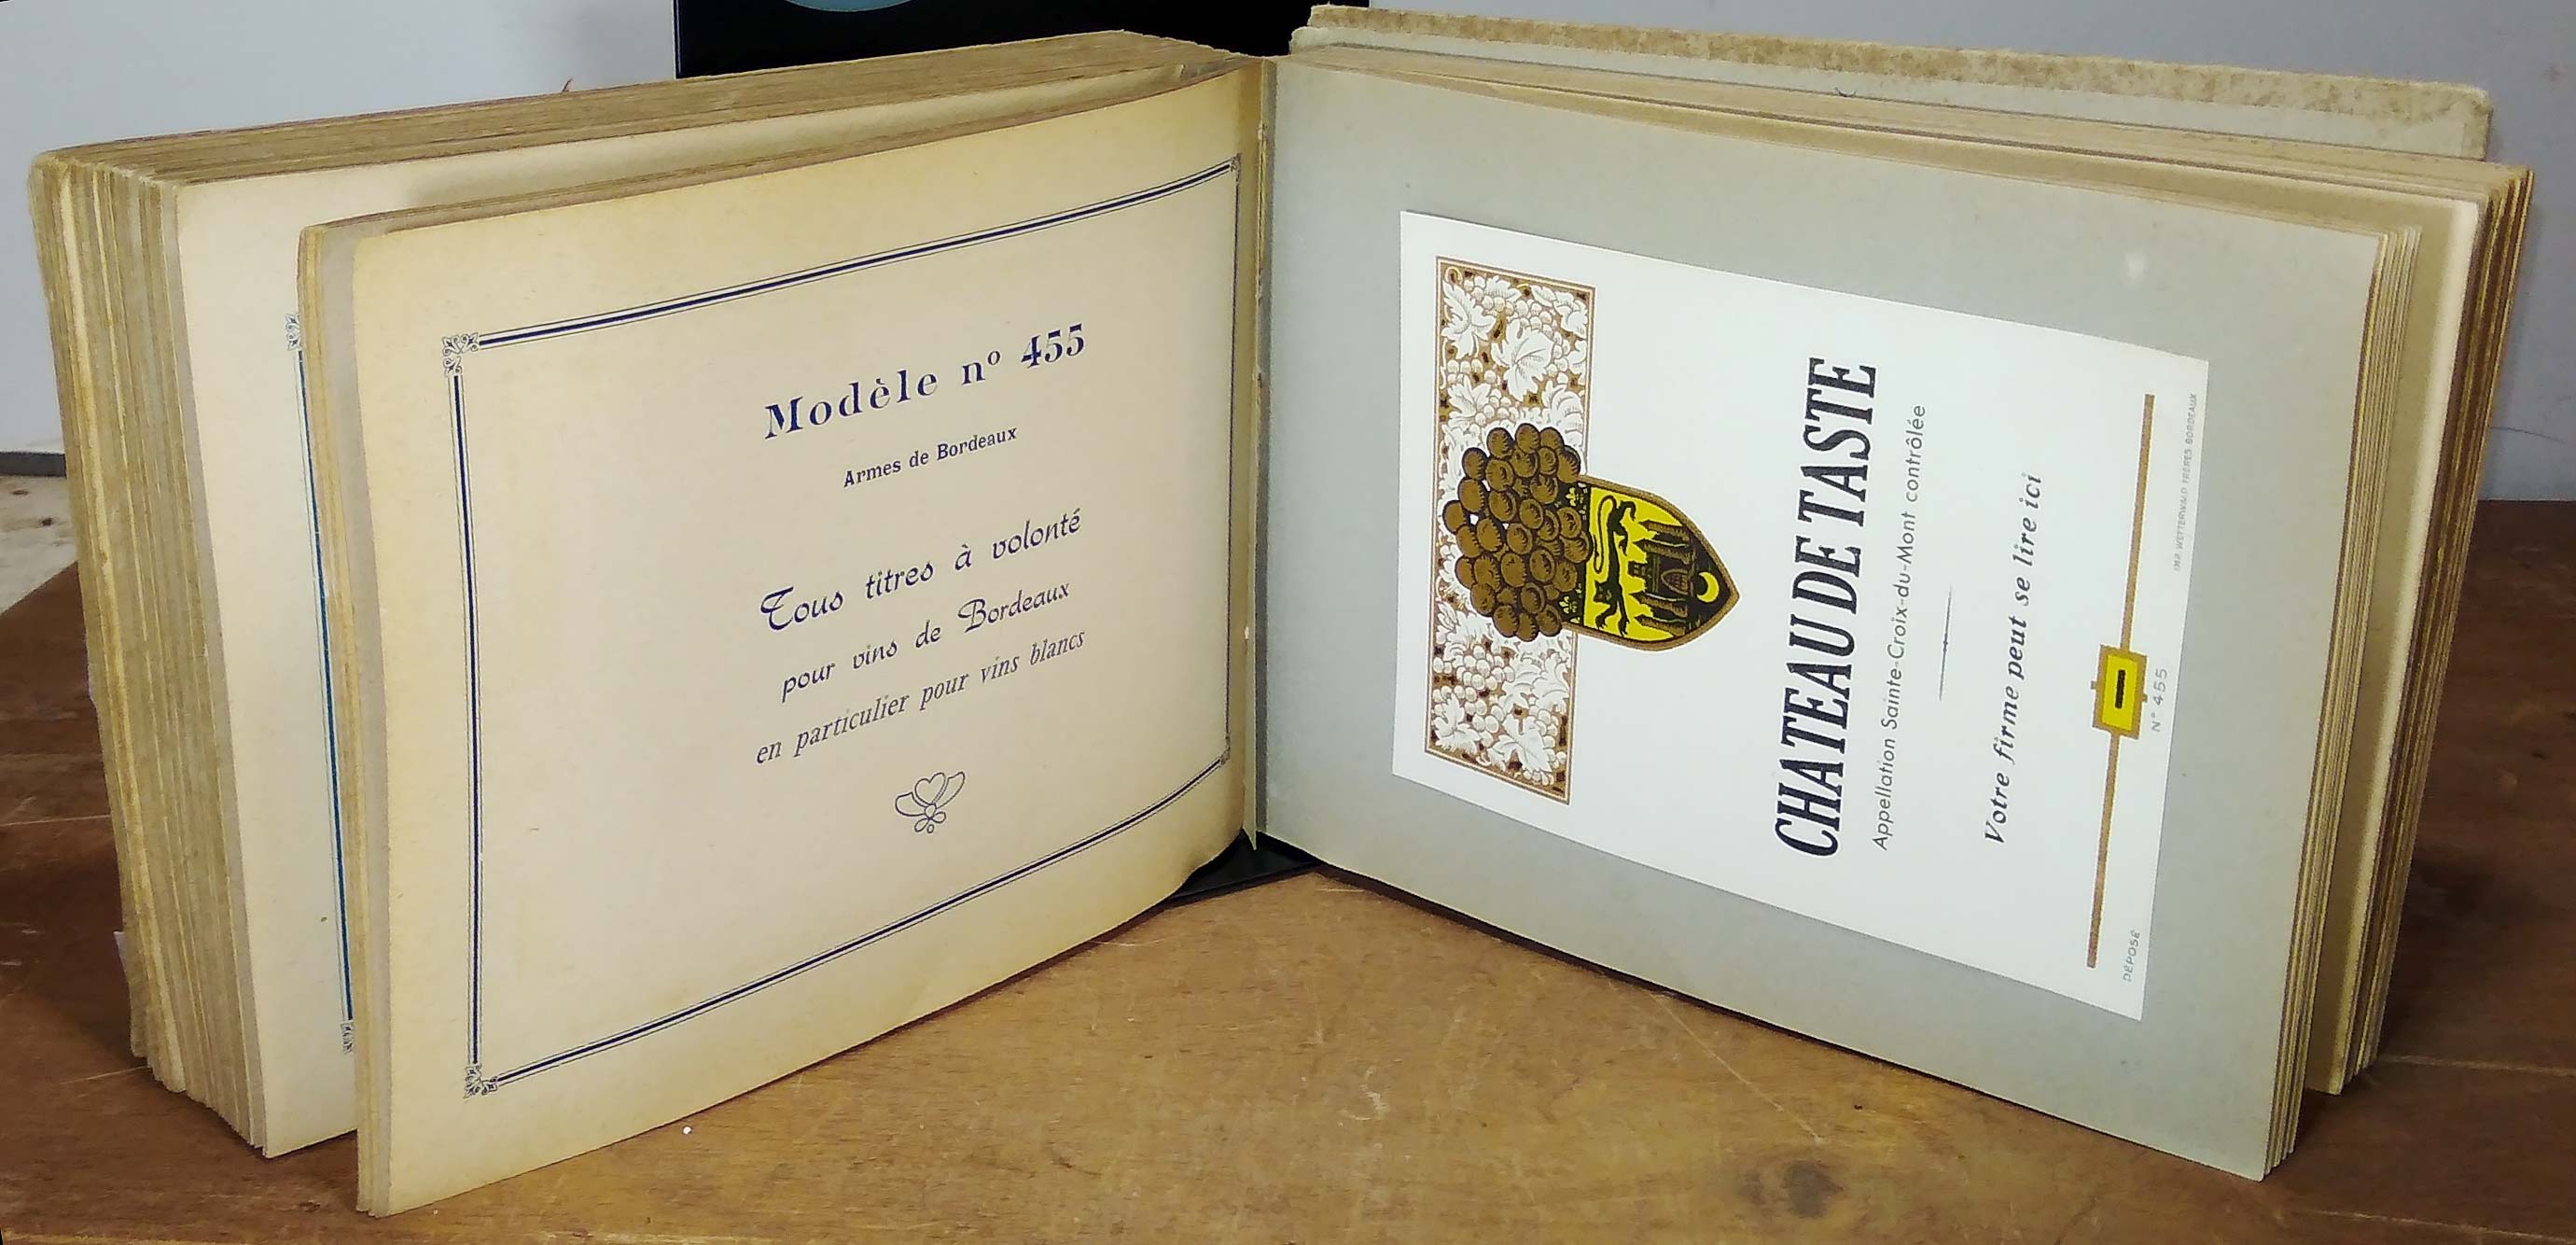 Modèle nº 455
Armes de Bordeaux
Tous titres à volonté
pour vins de Bordeaux
en particulier pour vins blancs
CHATEAU DE TASTE
Appellation Sainte-Croix-du-Mont contrôlée
Votre firme peut se lire ici
N° 455
DÉPOSÉ
IMP. WETTERWALD FRÈRES BORDEAUX